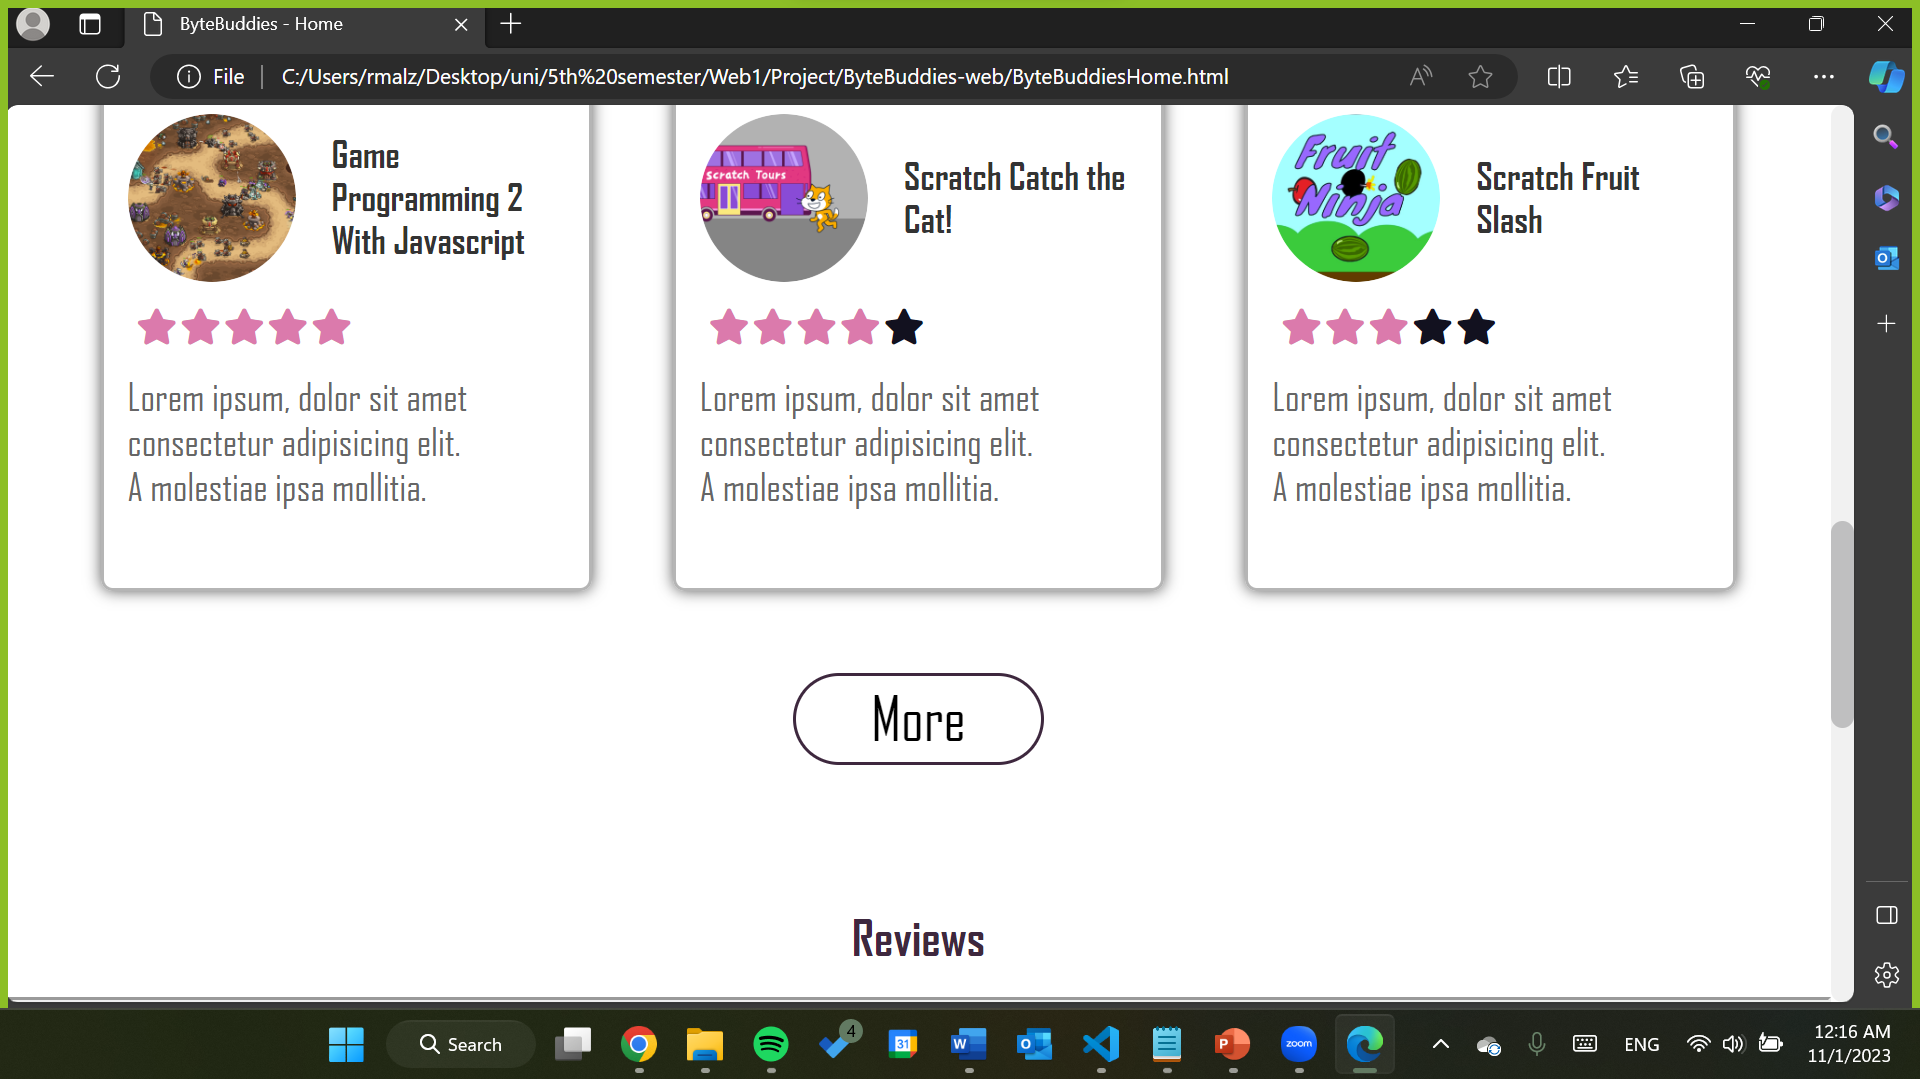 ByteBuddies - Home
File
C:/Users/rmalz/Desktop/uni/5th%20semester/Web1/Project/ByteBuddies-web/ByteBuddiesHome.html
Game
Programming 2
With Javascript
Lorem ipsum, dolor sit amet
consectetur adipisicing elit.
A molestiae ipsa mollitia.
Scratch Tours
Scratch Catch the
Cat!
Lorem ipsum, dolor sit amet
consectetur adipisicing elit.
A molestiae ipsa mollitia.
Fruit
Ninja
Scratch Fruit
Slash
Lorem ipsum, dolor sit amet
consectetur adipisicing elit.
A molestiae ipsa mollitia.
More
Reviews
Search
4
31
W
O
P
zoom
ENG
12:16 AM
11/1/2023